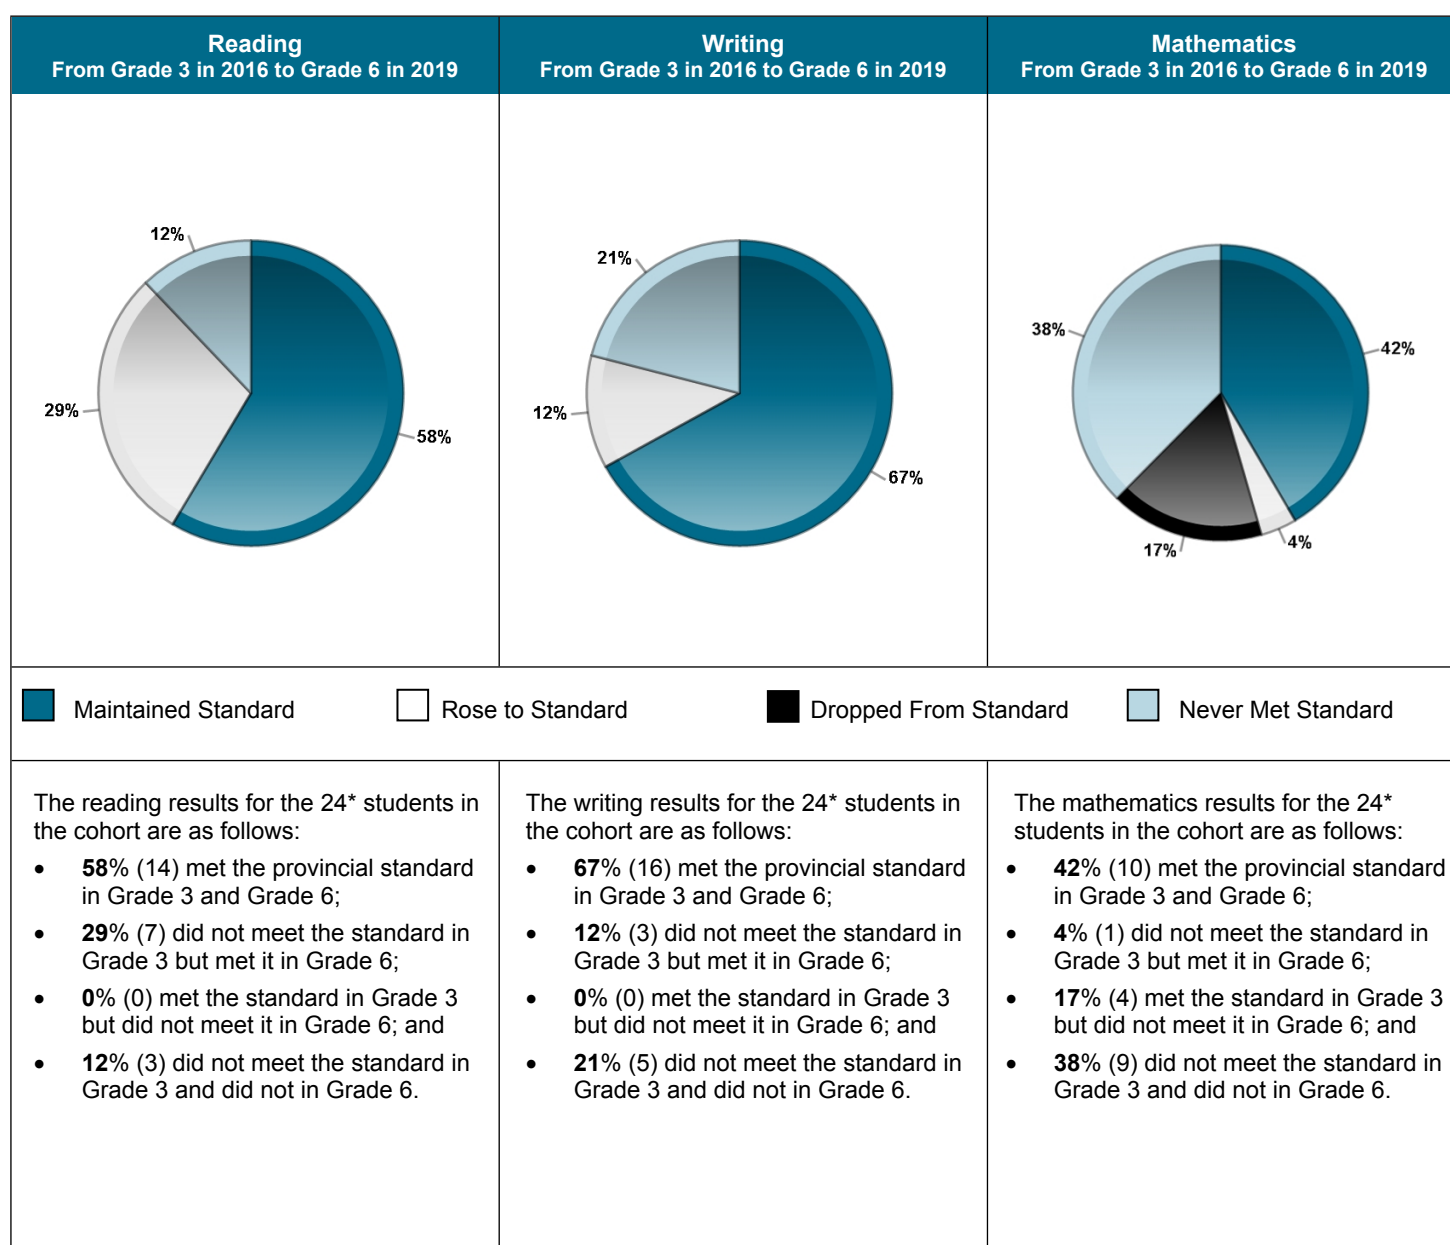 Reading
From Grade 3 in 2016 to Grade 6 in 2019
Writing
From Grade 3 in 2016 to Grade 6 in 2019
Mathematics
From Grade 3 in 2016 to Grade 6 in 2019
12%
29%
58%
21%
12%
67%
38%
42%
17%
4%
Maintained Standard
Rose to Standard
Dropped From Standard
Never Met Standard
The reading results for the 24* students in
the cohort are as follows:
• 58% (14) met the provincial standard
in Grade 3 and Grade 6;
• 29% (7) did not meet the standard in
Grade 3 but met it in Grade 6;
• 0% (0) met the standard in Grade 3
but did not meet it in Grade 6; and
• 12% (3) did not meet the standard in
Grade 3 and did not in Grade 6.
The writing results for the 24* students in
the cohort are as follows:
• 67% (16) met the provincial standard
in Grade 3 and Grade 6;
• 12% (3) did not meet the standard in
Grade 3 but met it in Grade 6;
• 0% (0) met the standard in Grade 3
but did not meet it in Grade 6; and
• 21% (5) did not meet the standard in
Grade 3 and did not in Grade 6.
The mathematics results for the 24*
students in the cohort are as follows:
• 42% (10) met the provincial standard
in Grade 3 and Grade 6;
• 4% (1) did not meet the standard in
Grade 3 but met it in Grade 6;
• 17% (4) met the standard in Grade 3
but did not meet it in Grade 6; and
• 38% (9) did not meet the standard in
Grade 3 and did not in Grade 6.